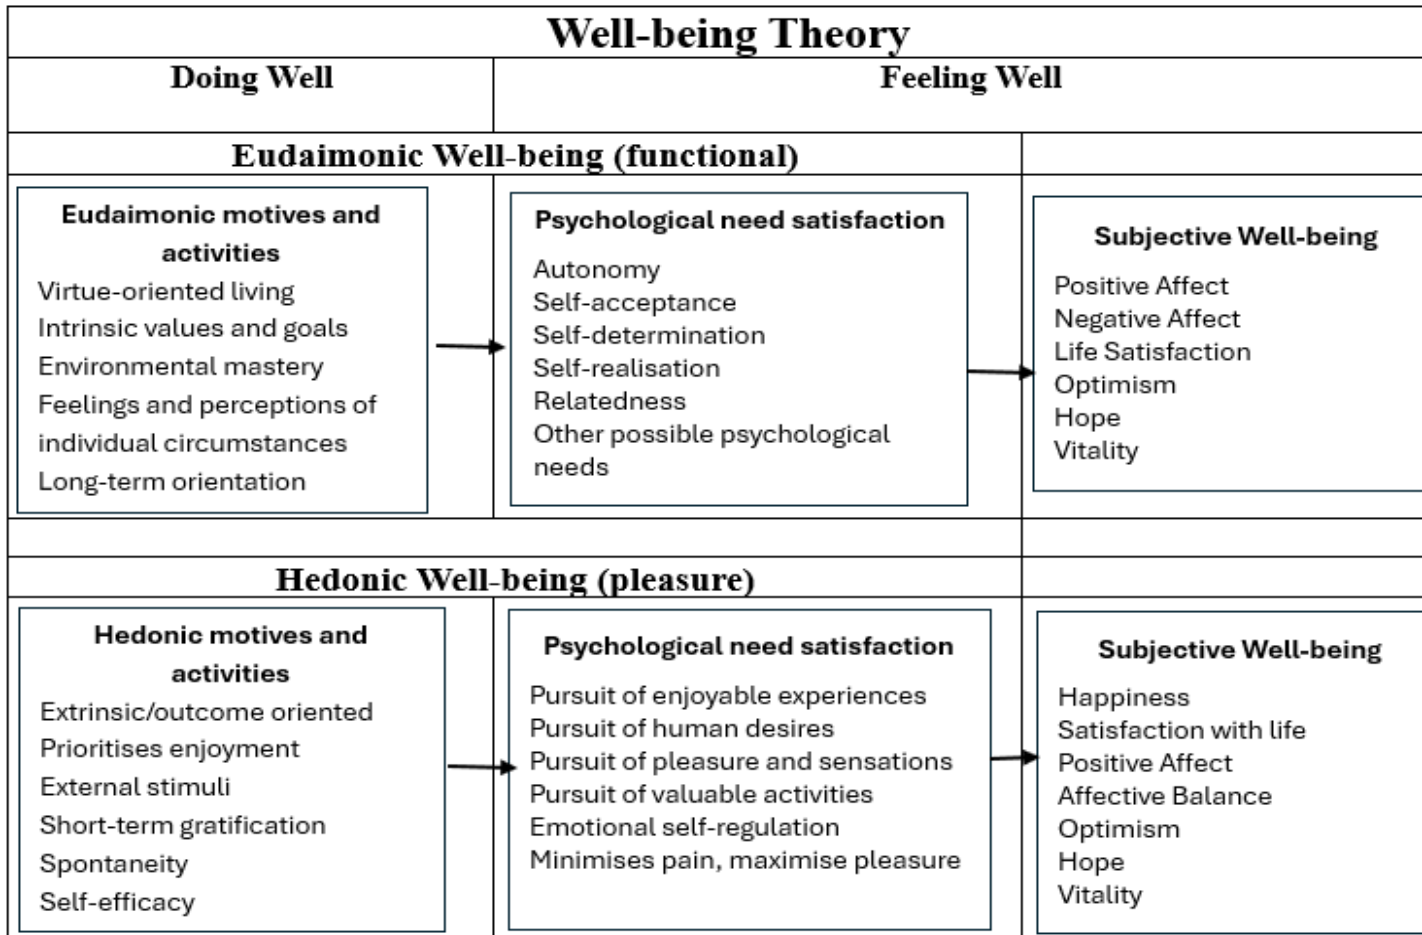 Well-being Theory
Doing Well
Feeling Well
Eudaimonic Well-being (functional)
Eudaimonic motives and
activities
Virtue-oriented living
Intrinsic values and goals
Environmental mastery
Feelings and perceptions of
individual circumstances
Long-term orientation
Psychological need satisfaction
Autonomy
Self-acceptance
Self-determination
Self-realisation
Relatedness
Other possible psychological
needs
Subjective Well-being
Positive Affect
Negative Affect
Life Satisfaction
Optimism
Hope
Vitality
Hedonic Well-being (pleasure)
Hedonic motives and
activities
Extrinsic/outcome oriented
Prioritises enjoyment
External stimuli
Short-term gratification
Spontaneity
Self-efficacy
Psychological need satisfaction
Pursuit of enjoyable experiences
Pursuit of human desires
Pursuit of pleasure and sensations
Pursuit of valuable activities
Emotional self-regulation
Minimises pain, maximise pleasure
Subjective Well-being
Happiness
Satisfaction with life
Positive Affect
Affective Balance
Optimism
Hope
Vitality